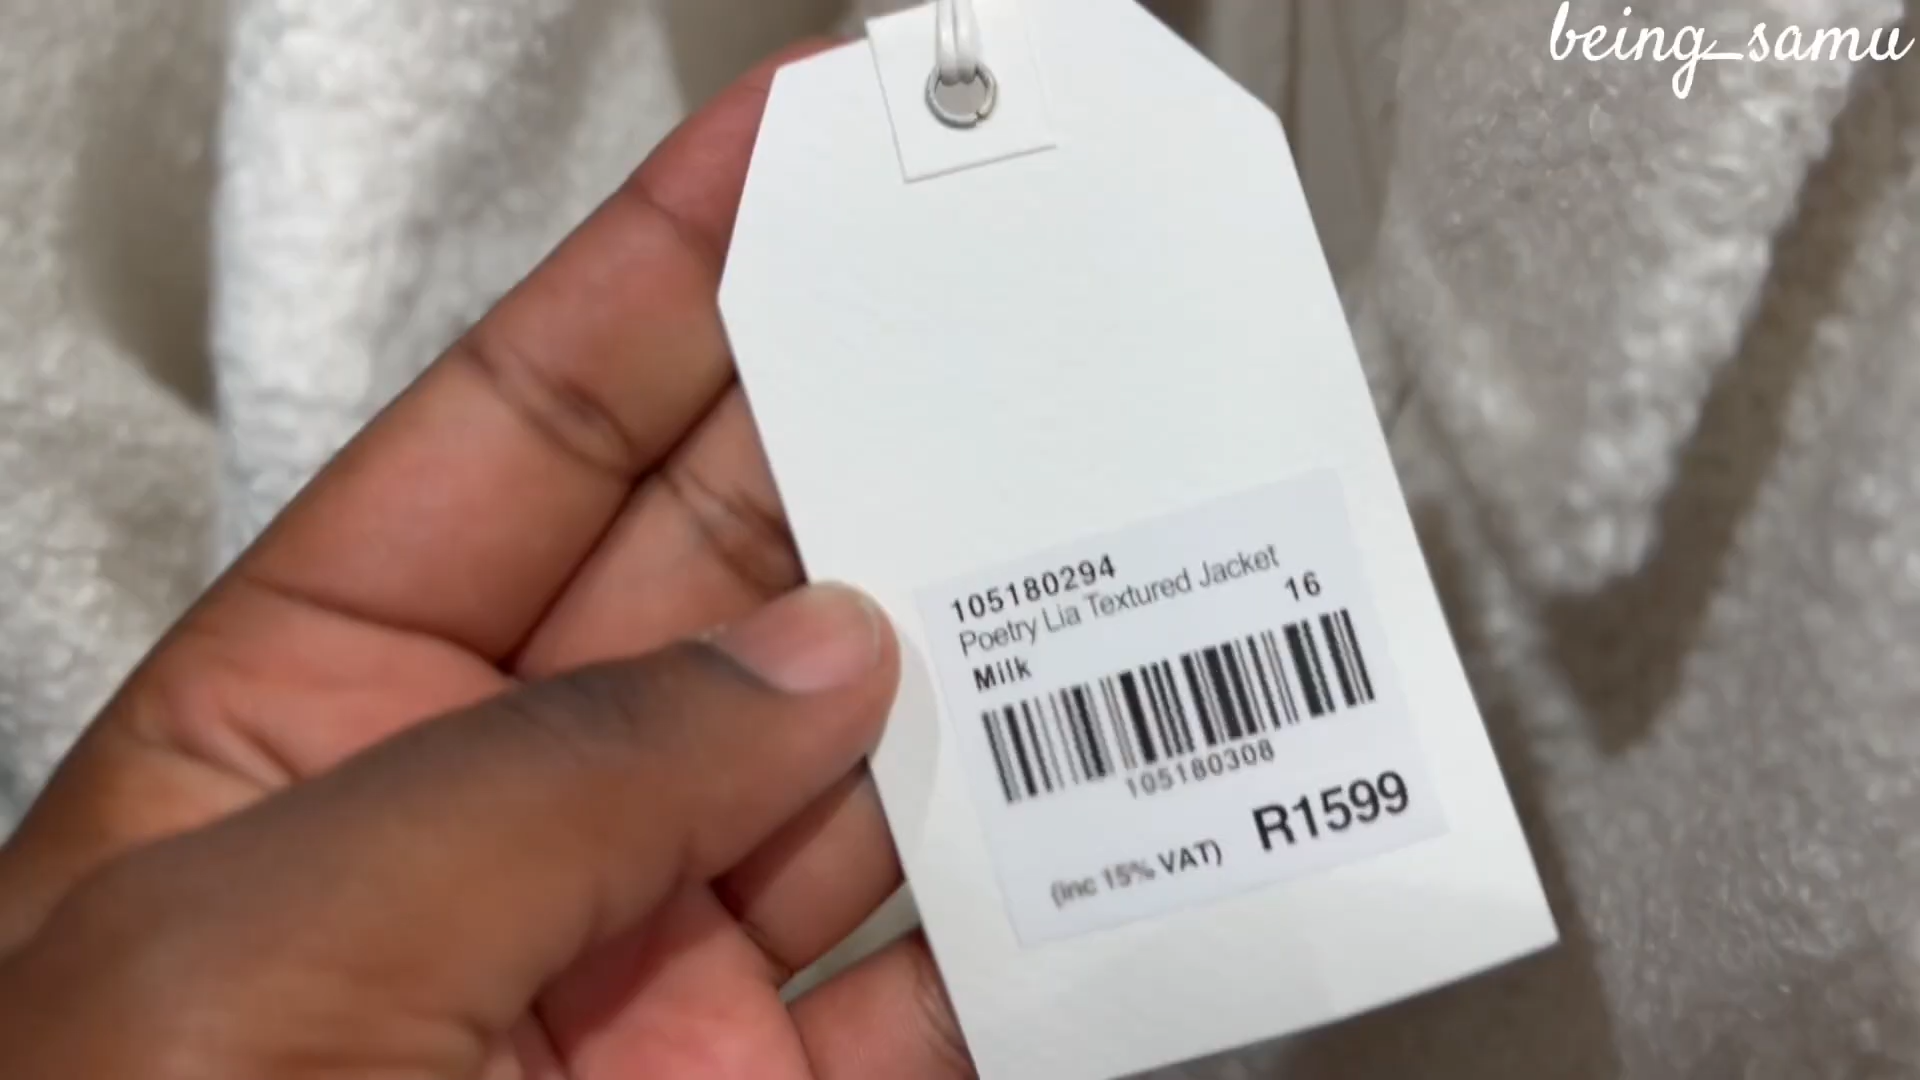 being_samu
105180294
Poetry Lia Textured Jacket
16
Milk
105180308
(inc 15% VAT) R1599